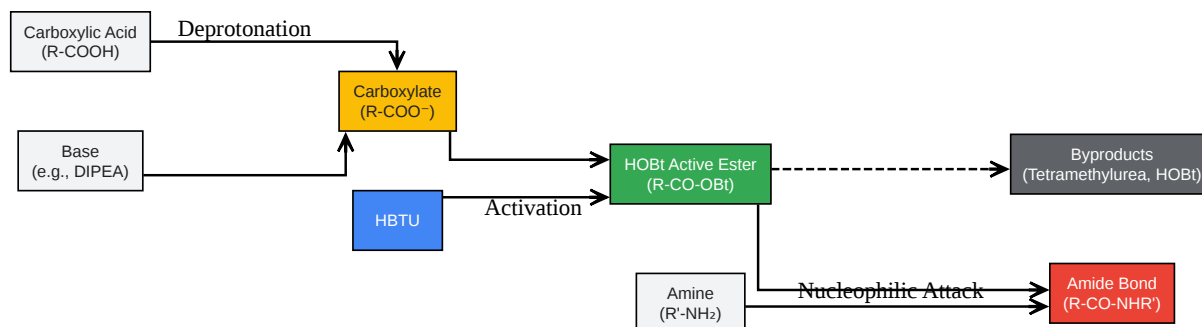 Carboxylic Acid
(R-COOH)
Deprotonation
Carboxylate
(R-COO⁻)
Base
(e.g., DIPEA)
HBTU
Activation
HOBt Active Ester
(R-CO-OBt)
Byproducts
(Tetramethylurea, HOBt)
Amine
(R'-NH₂)
Nucleophilic Attack
Amide Bond
(R-CO-NHR')